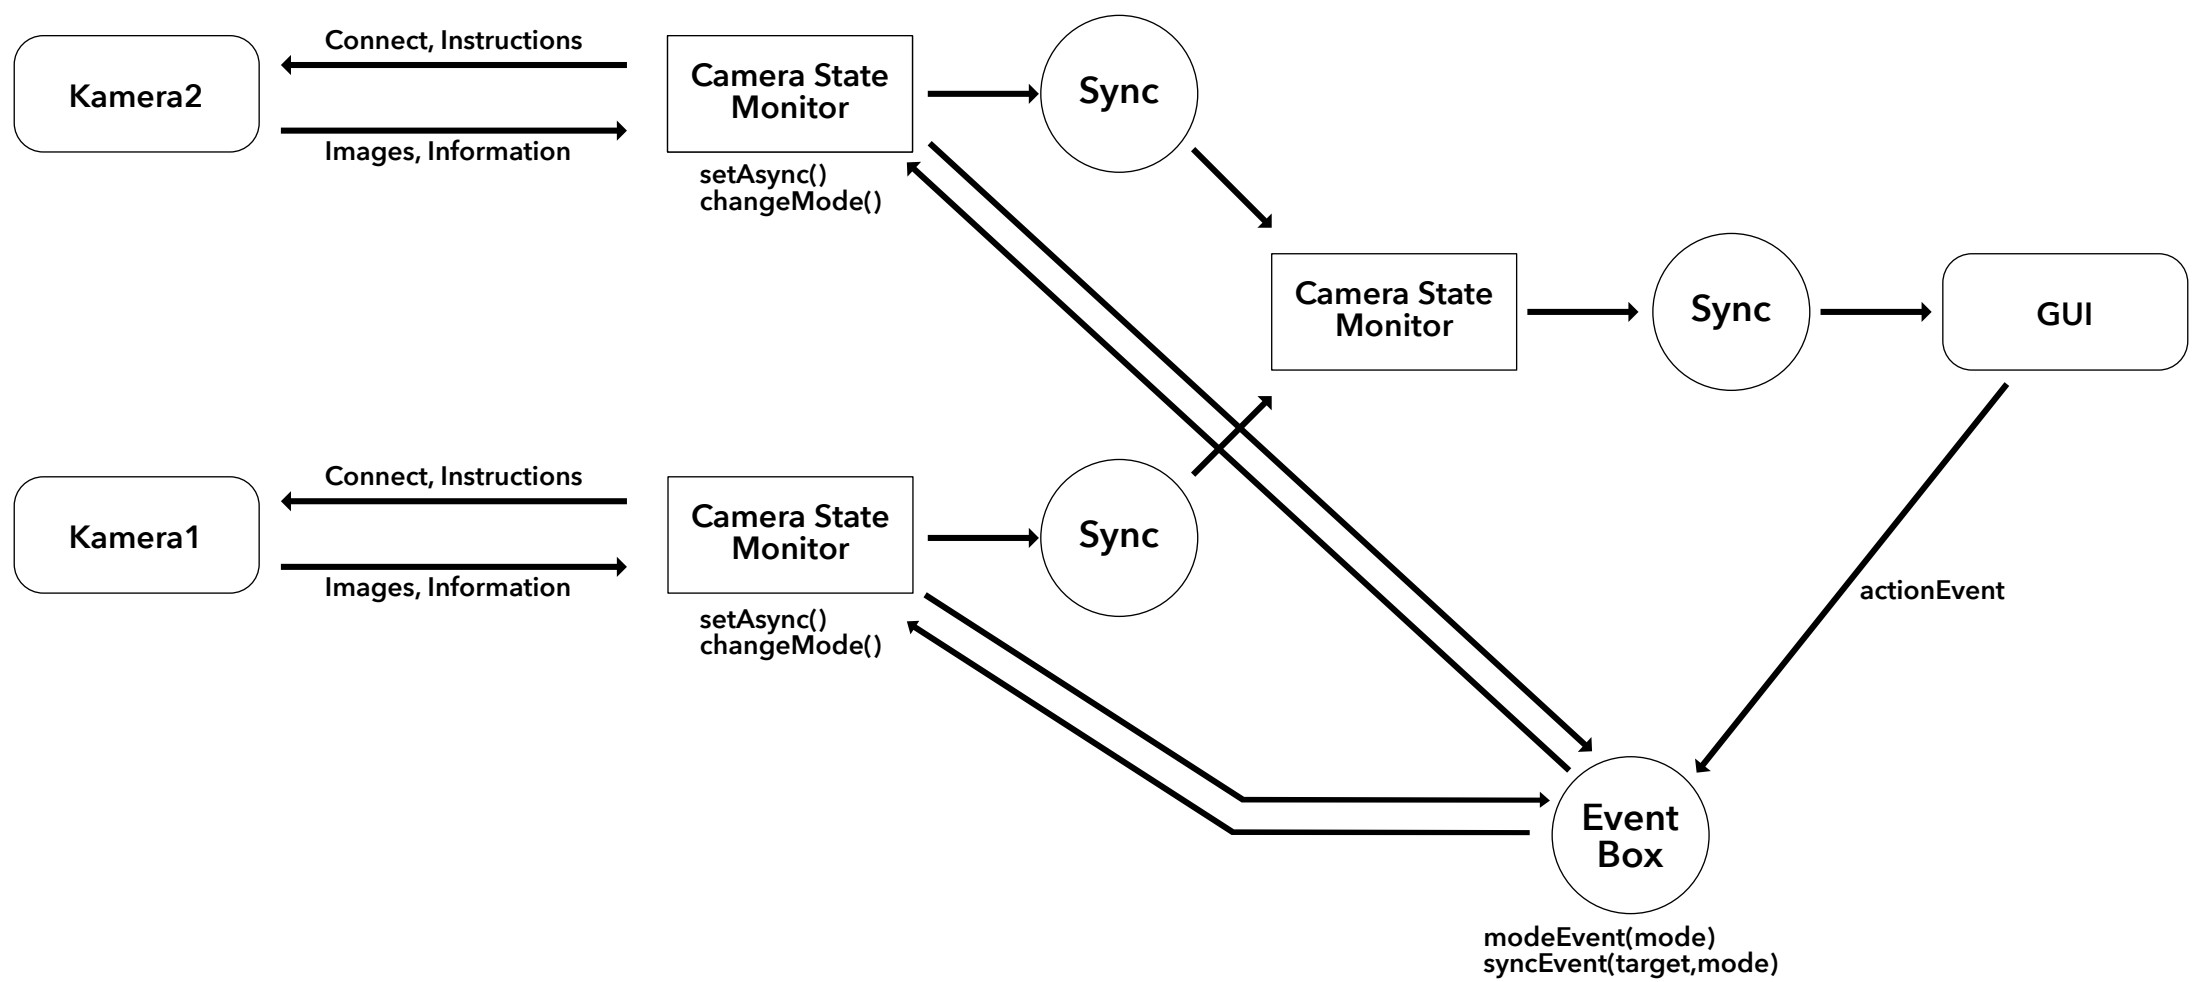 Kamera2
Connect, Instructions
Images, Information
Camera State
Monitor
setAsync()
changeMode()
Sync
Camera State
Monitor
Sync
GUI
Kamera1
Connect, Instructions
Images, Information
Camera State
Monitor
setAsync()
changeMode()
Sync
actionEvent
Event
Box
modeEvent(mode)
syncEvent(target,mode)